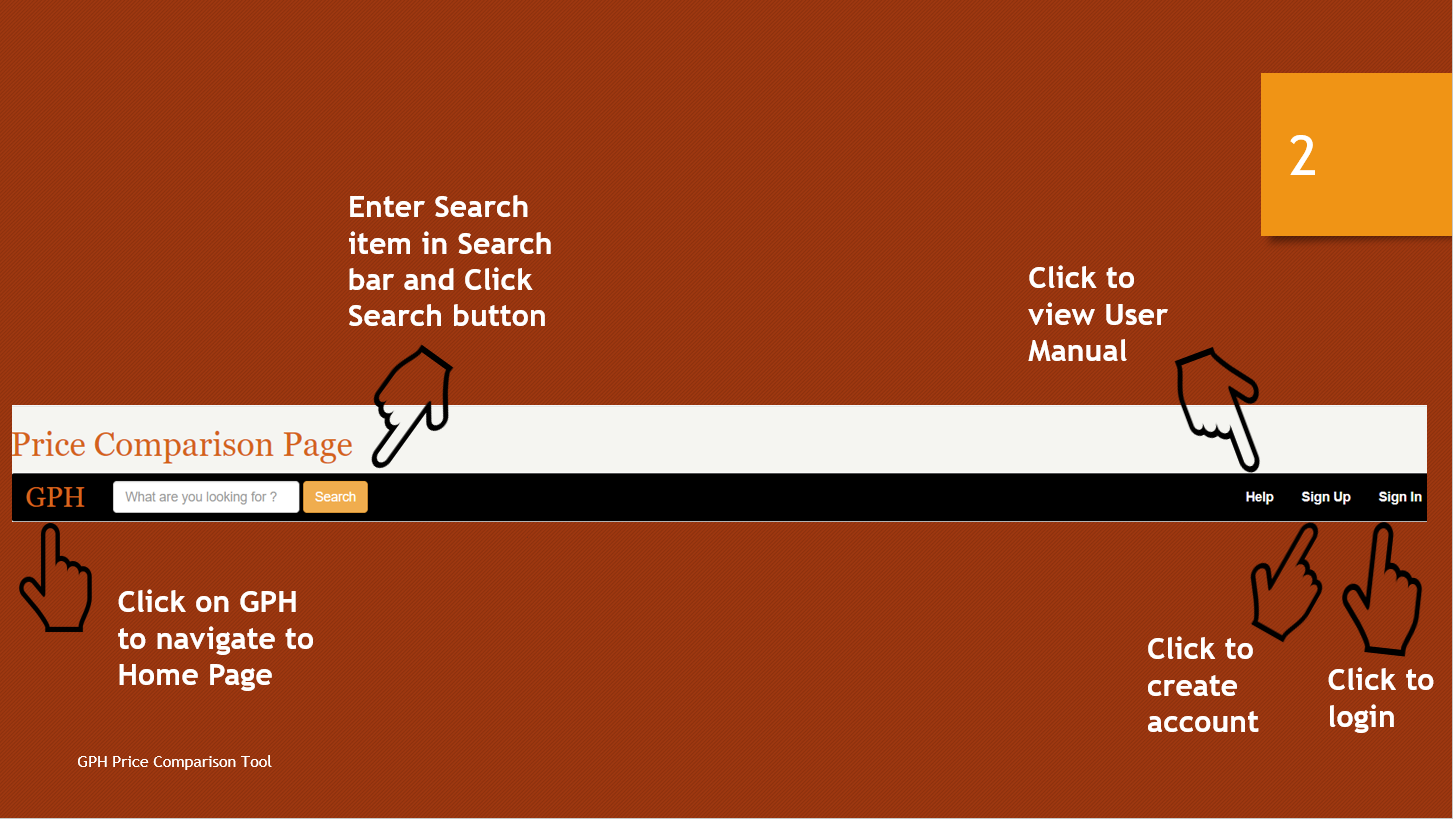 2
Enter Search
item in Search
bar and Click
Search button
Click to
view User
Manual
Price Comparison Page
GPH
What are you looking for ?
Search
Help
Sign Up
Sign In
Click on GPH
to navigate to
Home Page
Click to
create
account
Click to
login
GPH Price Comparison Tool